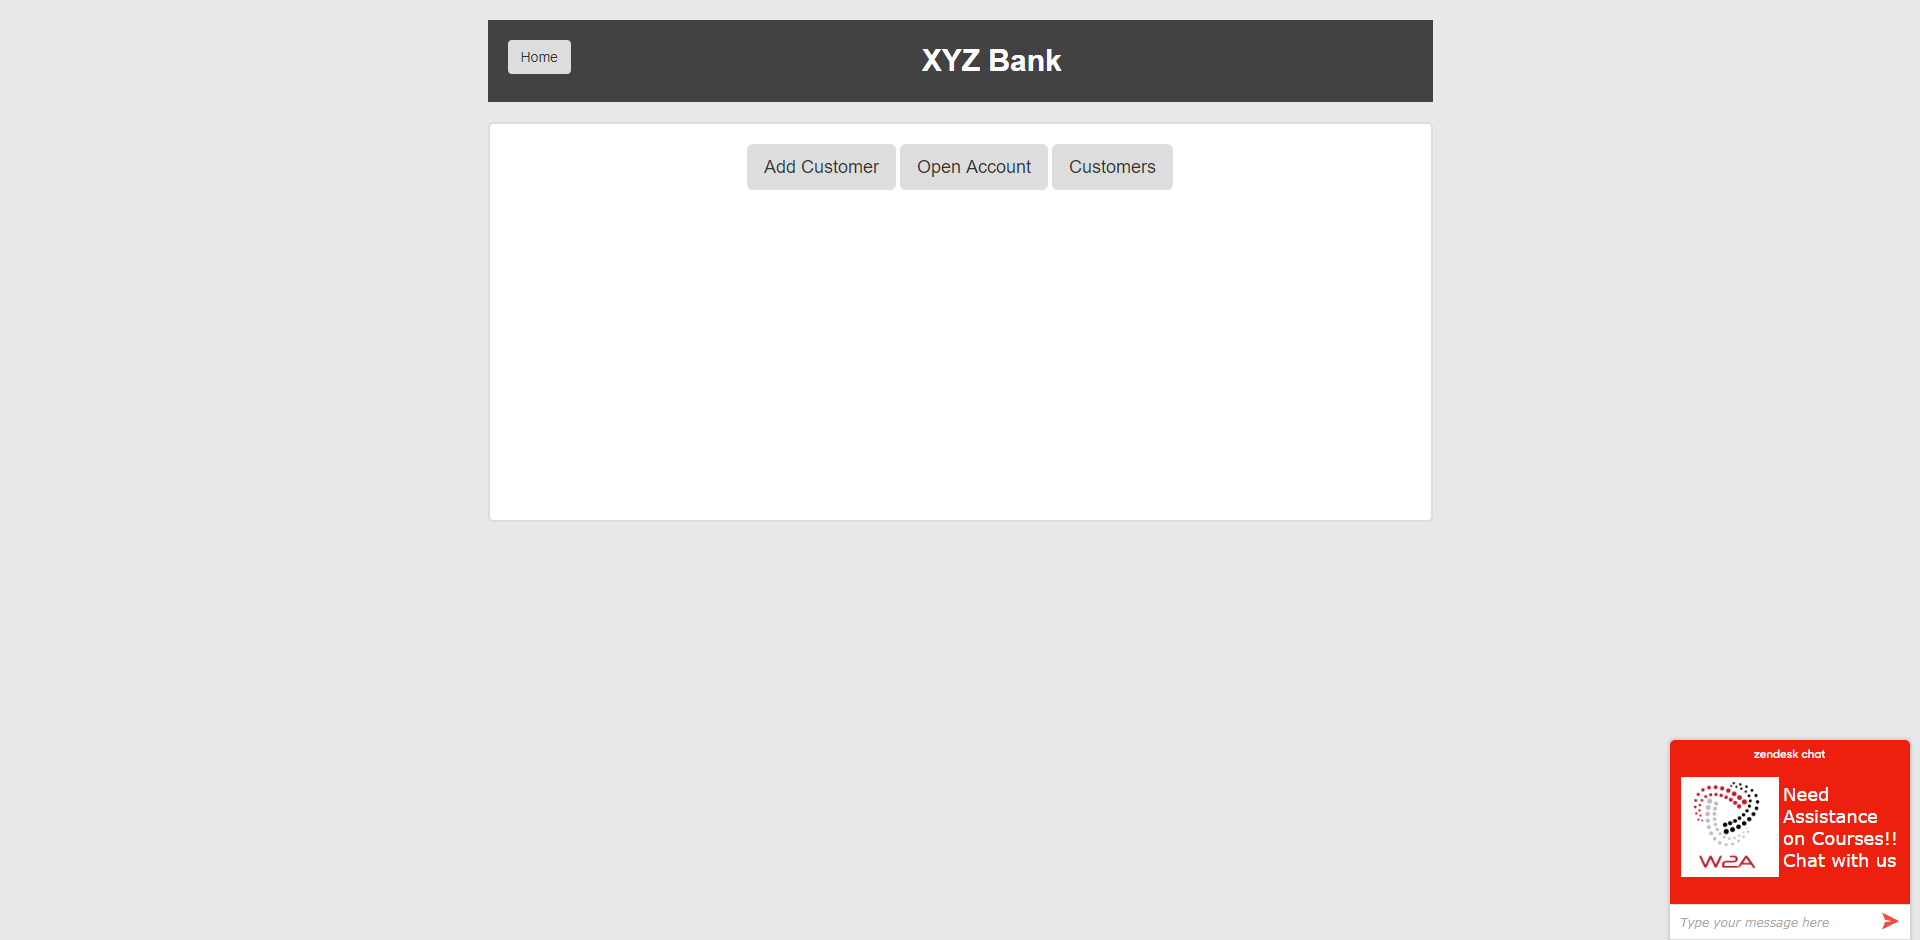 Home
XYZ Bank
Add Customer
Open Account
Customers
zendesk chat
Need
Assistance
on Courses!!
Chat with us
W2A
Type your message here